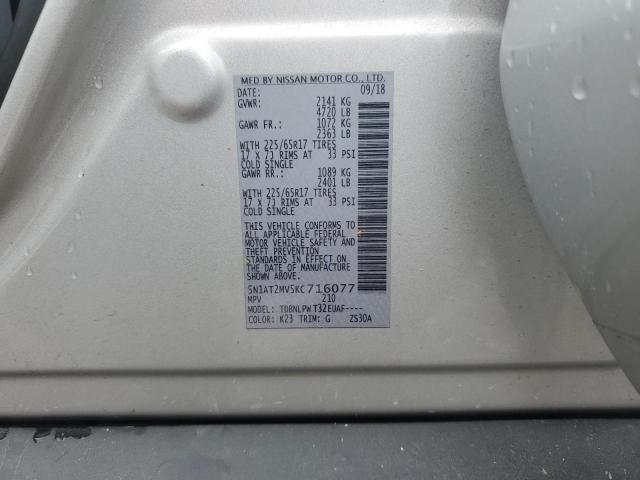 MFD BY NISSAN MOTOR CO., LTD.
DATE: 09/18
GVWR: 2141 KG
4720 LB
GAWR FR.: 1072 KG
2363 LB
WITH 225/65R17 TIRES
17 X 7J RIMS AT 33 PSI
COLD SINGLE
GAWR RR.: 1089 KG
2401 LB
WITH 225/65R17 TIRES
17 X 7J RIMS AT 33 PSI
COLD SINGLE
THIS VEHICLE CONFORMS TO
ALL APPLICABLE FEDERAL
MOTOR VEHICLE SAFETY AND
THEFT PREVENTION
STANDARDS IN EFFECT ON
THE DATE OF MANUFACTURE
SHOWN ABOVE.
5N1AT2MV5KC716077
MPV 210
MODEL: TDBNLPWT32EUAF----
COLOR: K23 TRIM: G ZS30A